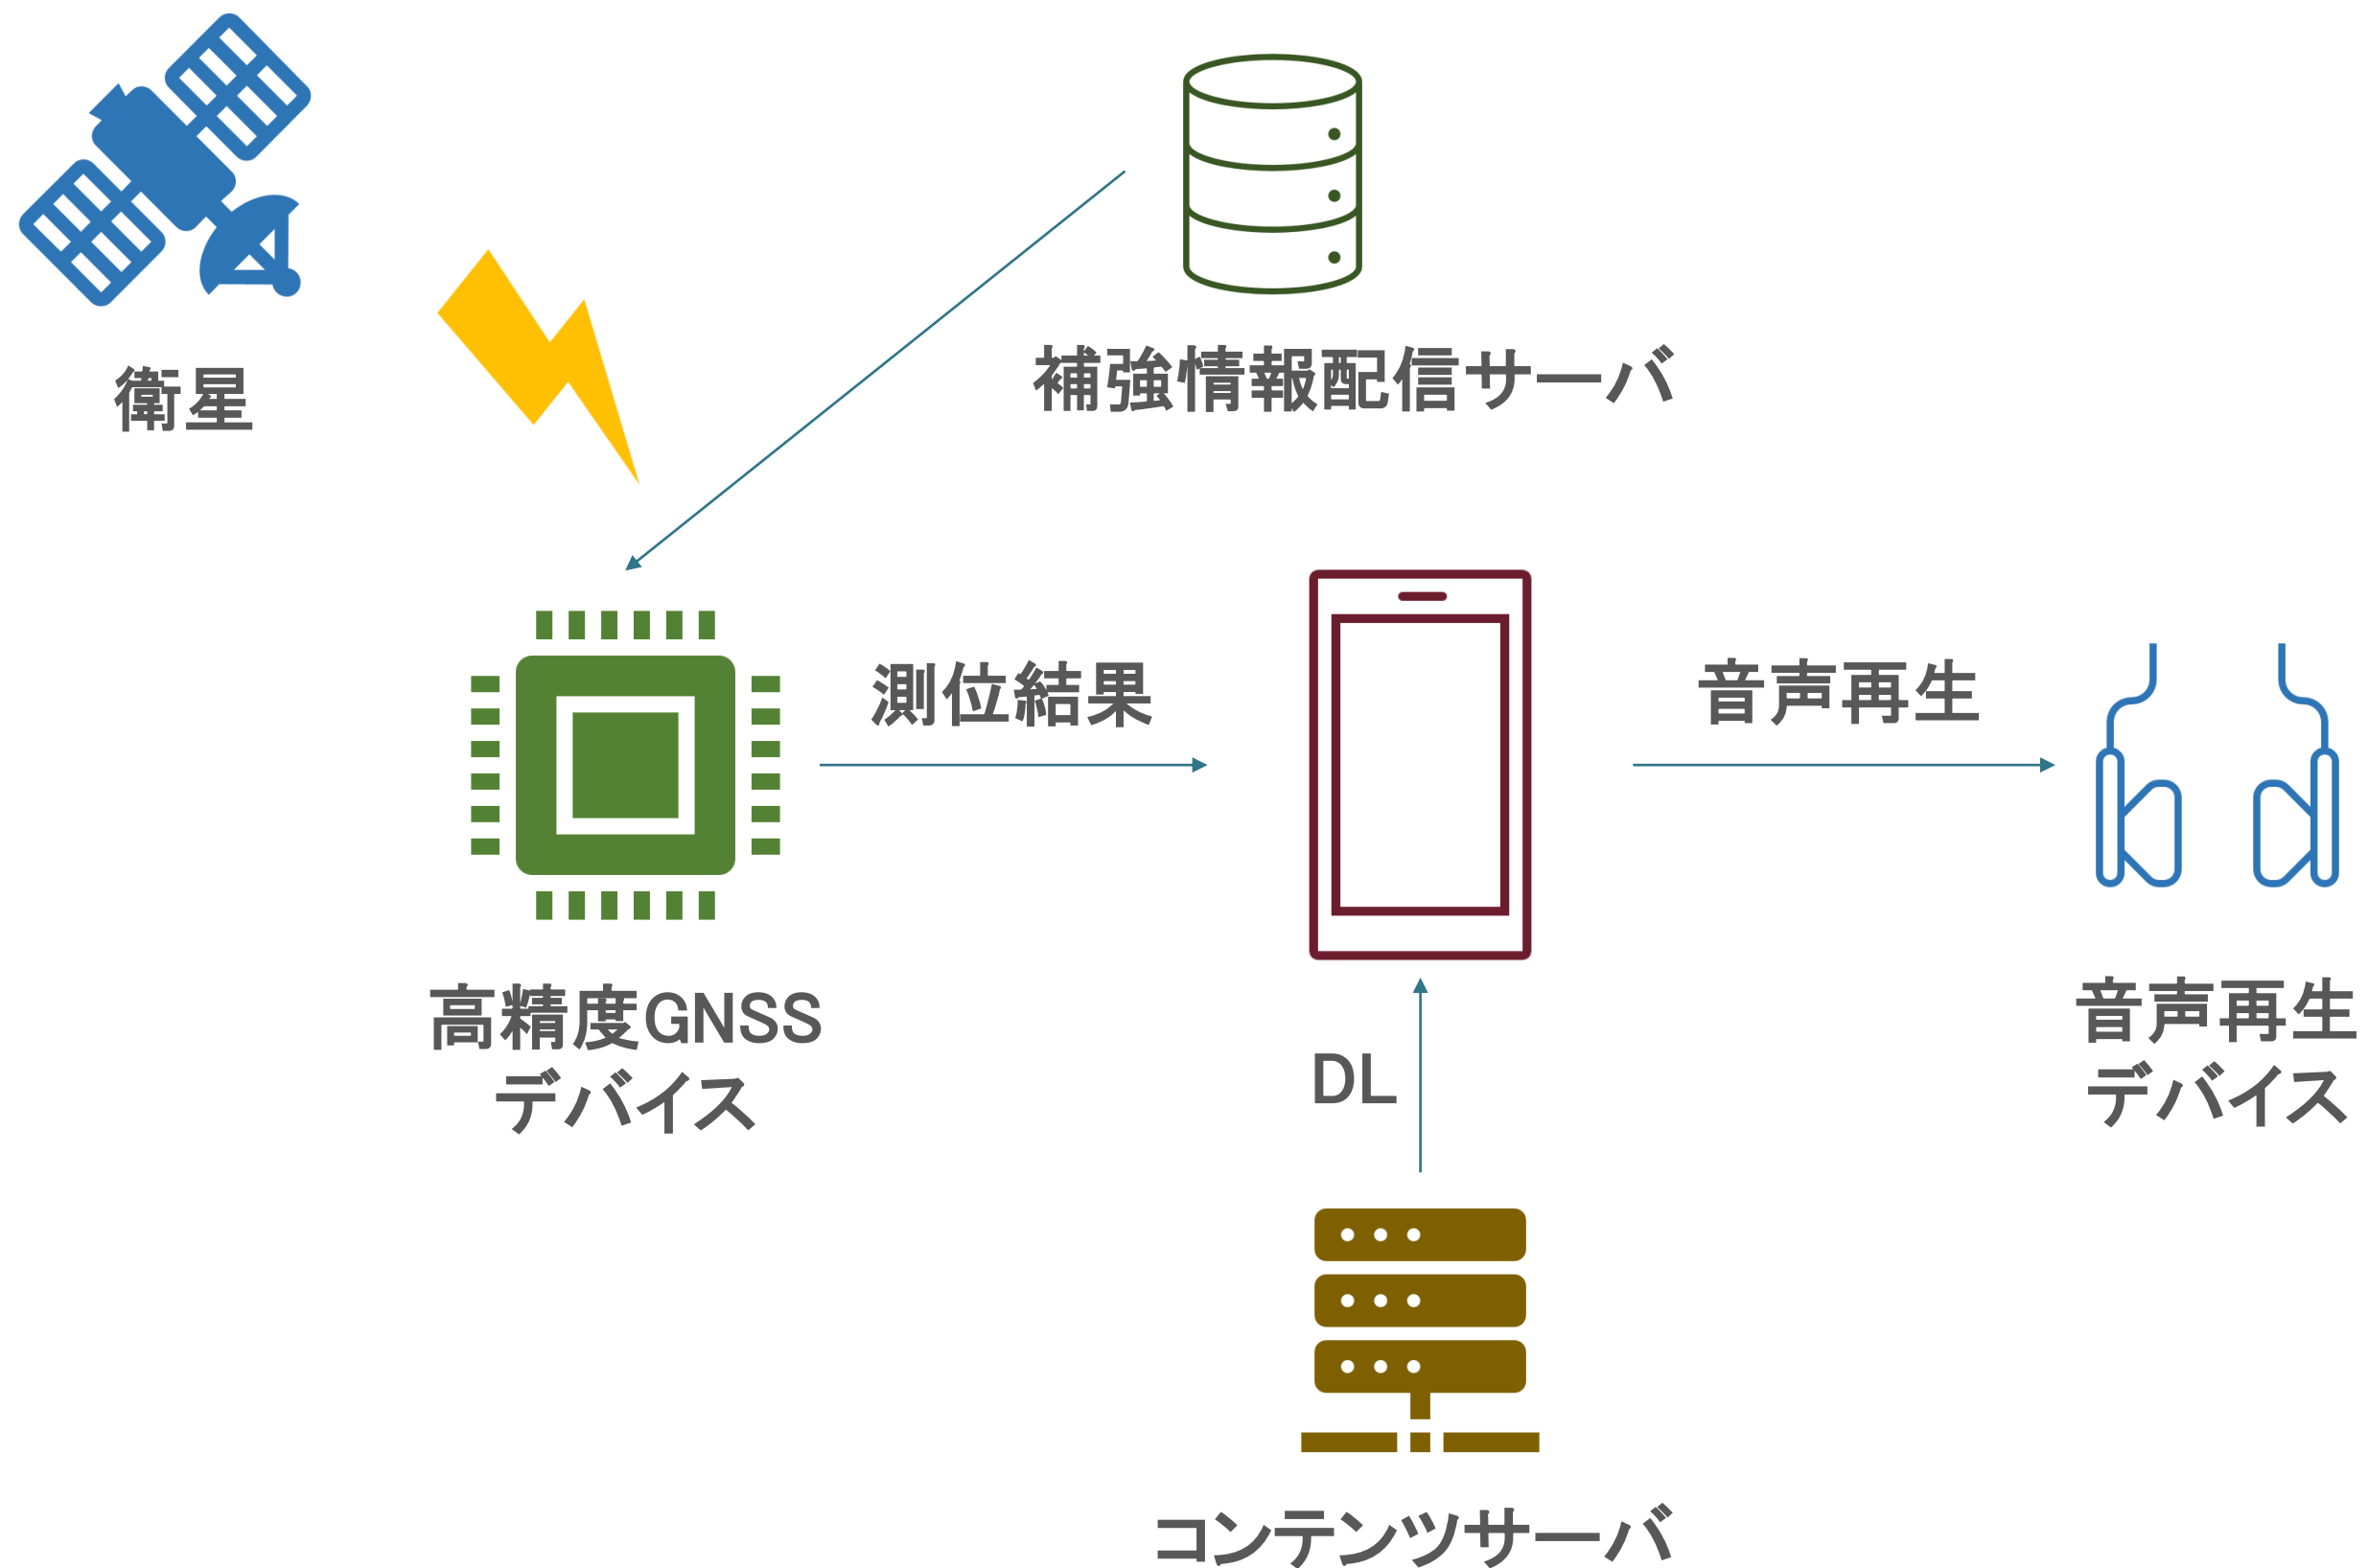 衛星
補強情報配信サーバ
測位結果
音声再生
高精度GNSS
デバイス
音声再生
デバイス
DL
コンテンツサーバ